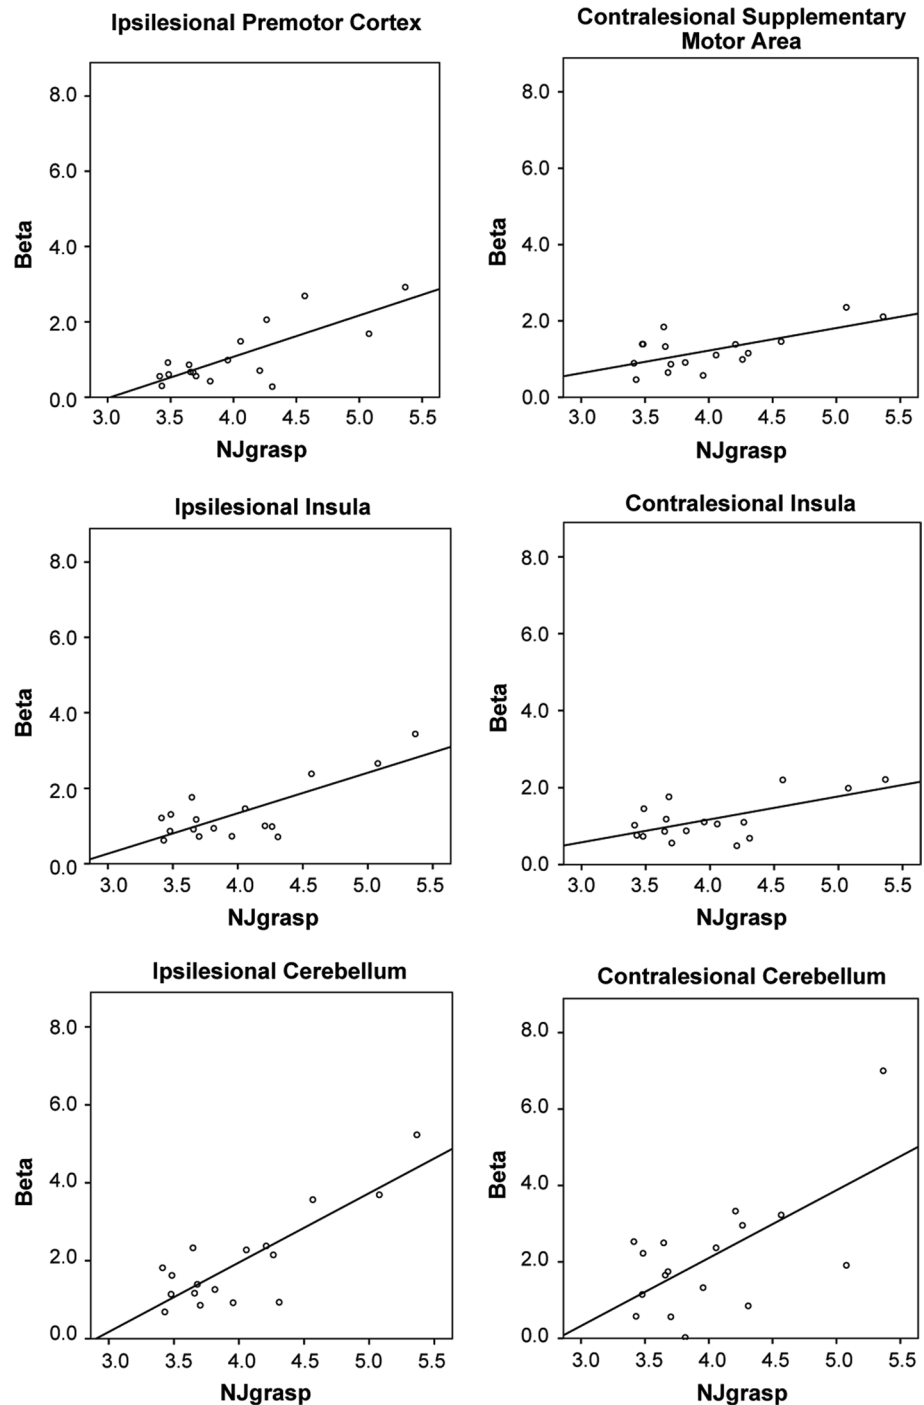 Ipsilesional Premotor Cortex
8.0
6.0
4.0
2.0
0.0
Beta
3.0 3.5 4.0 4.5 5.0 5.5
NJgrasp
Contralesional Supplementary
Motor Area
8.0
6.0
4.0
2.0
0.0
Beta
3.0 3.5 4.0 4.5 5.0 5.5
NJgrasp
Ipsilesional Insula
8.0
6.0
4.0
2.0
0.0
Beta
3.0 3.5 4.0 4.5 5.0 5.5
NJgrasp
Contralesional Insula
8.0
6.0
4.0
2.0
0.0
Beta
3.0 3.5 4.0 4.5 5.0 5.5
NJgrasp
Ipsilesional Cerebellum
8.0
6.0
4.0
2.0
0.0
Beta
3.0 3.5 4.0 4.5 5.0 5.5
NJgrasp
Contralesional Cerebellum
8.0
6.0
4.0
2.0
0.0
Beta
3.0 3.5 4.0 4.5 5.0 5.5
NJgrasp